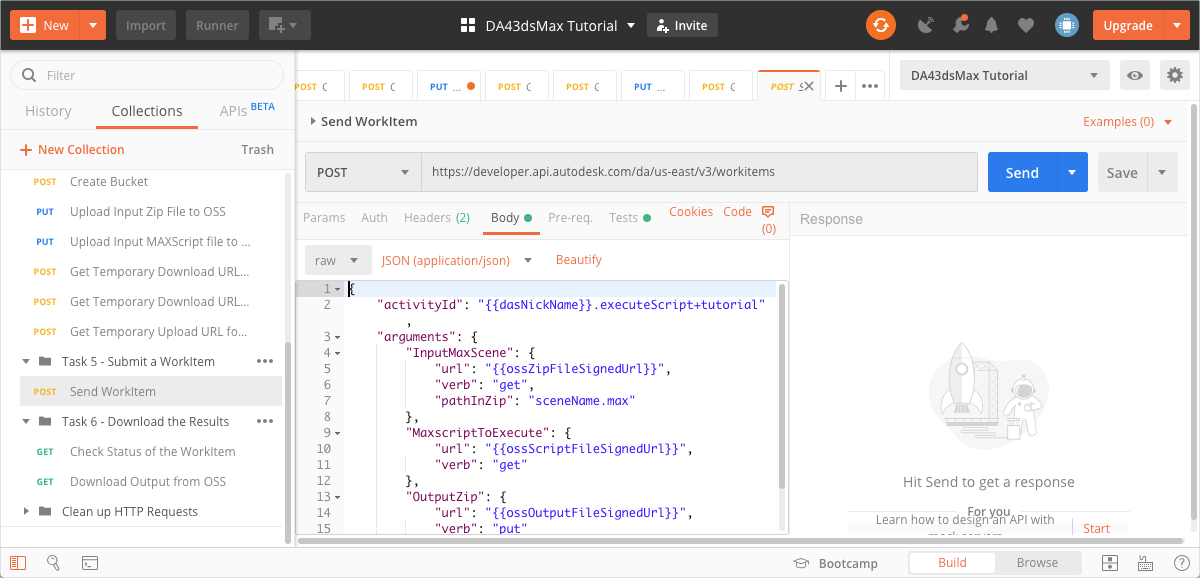 New
Import
Runner
DA43dsMax Tutorial
Invite
Upgrade
Filter
History
Collections
APIs BETA
New Collection
Trash
POST Create Bucket
PUT Upload Input Zip File to OSS
PUT Upload Input MAXScript file to ...
POST Get Temporary Download URL...
POST Get Temporary Download URL...
POST Get Temporary Upload URL fo...
Task 5 - Submit a WorkItem
POST Send WorkItem
Task 6 - Download the Results
GET Check Status of the WorkItem
GET Download Output from OSS
Clean up HTTP Requests
POST C
POST C
PUT ...
POST C
POST C
PUT ...
POST C
POST S
DA43dsMax Tutorial
Send WorkItem
Examples (0)
POST
https://developer.api.autodesk.com/da/us-east/v3/workitems
Send
Save
Params
Auth
Headers (2)
Body
Pre-req.
Tests
Cookies
Code
(0)
raw
JSON (application/json)
Beautify
1 {
2 "activityId": "{{dasNickName}}.executeScript+tutorial"
,
3 "arguments": {
4 "InputMaxScene": {
5 "url": "{{ossZipFileSignedUrl}}",
6 "verb": "get",
7 "pathInZip": "sceneName.max"
8 },
9 "MaxscriptToExecute": {
10 "url": "{{ossScriptFileSignedUrl}}",
11 "verb": "get"
12 },
13 "OutputZip": {
14 "url": "{{ossOutputFileSignedUrl}}",
15 "verb": "put"
Response
Hit Send to get a response
For you
Learn how to design an API with
mock servers
Start
Bootcamp
Build
Browse